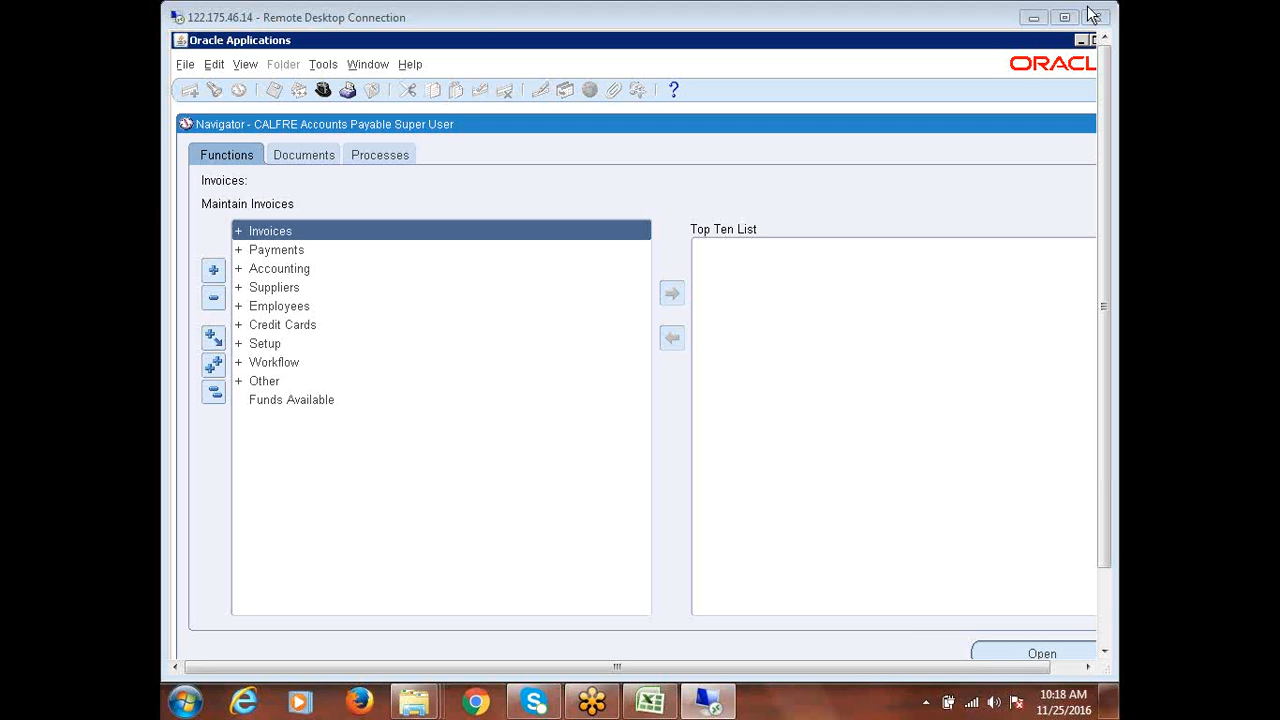 122.175.46.14 - Remote Desktop Connection
Oracle Applications
File Edit View Folder Tools Window Help
ORACL
Navigator - CALFRE Accounts Payable Super User
Functions Documents Processes
Invoices:
Maintain Invoices
Top Ten List
+ Invoices
+ Payments
+ Accounting
+ Suppliers
+ Employees
+ Credit Cards
+ Setup
+ Workflow
+ Other
Funds Available
Open
10:18 AM
11/25/2016